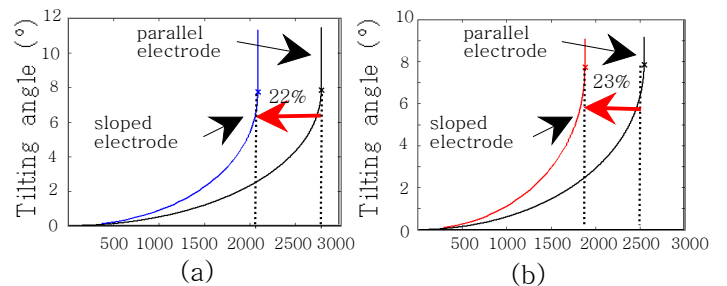 Tilting angle (°)
12
10
8
6
4
2
0
parallel
electrode
22%
sloped
electrode
500 1000 1500 2000 2500 3000
(a)
Tilting angle (°)
10
8
6
4
2
0
parallel
electrode
23%
sloped
electrode
500 1000 1500 2000 2500 3000
(b)